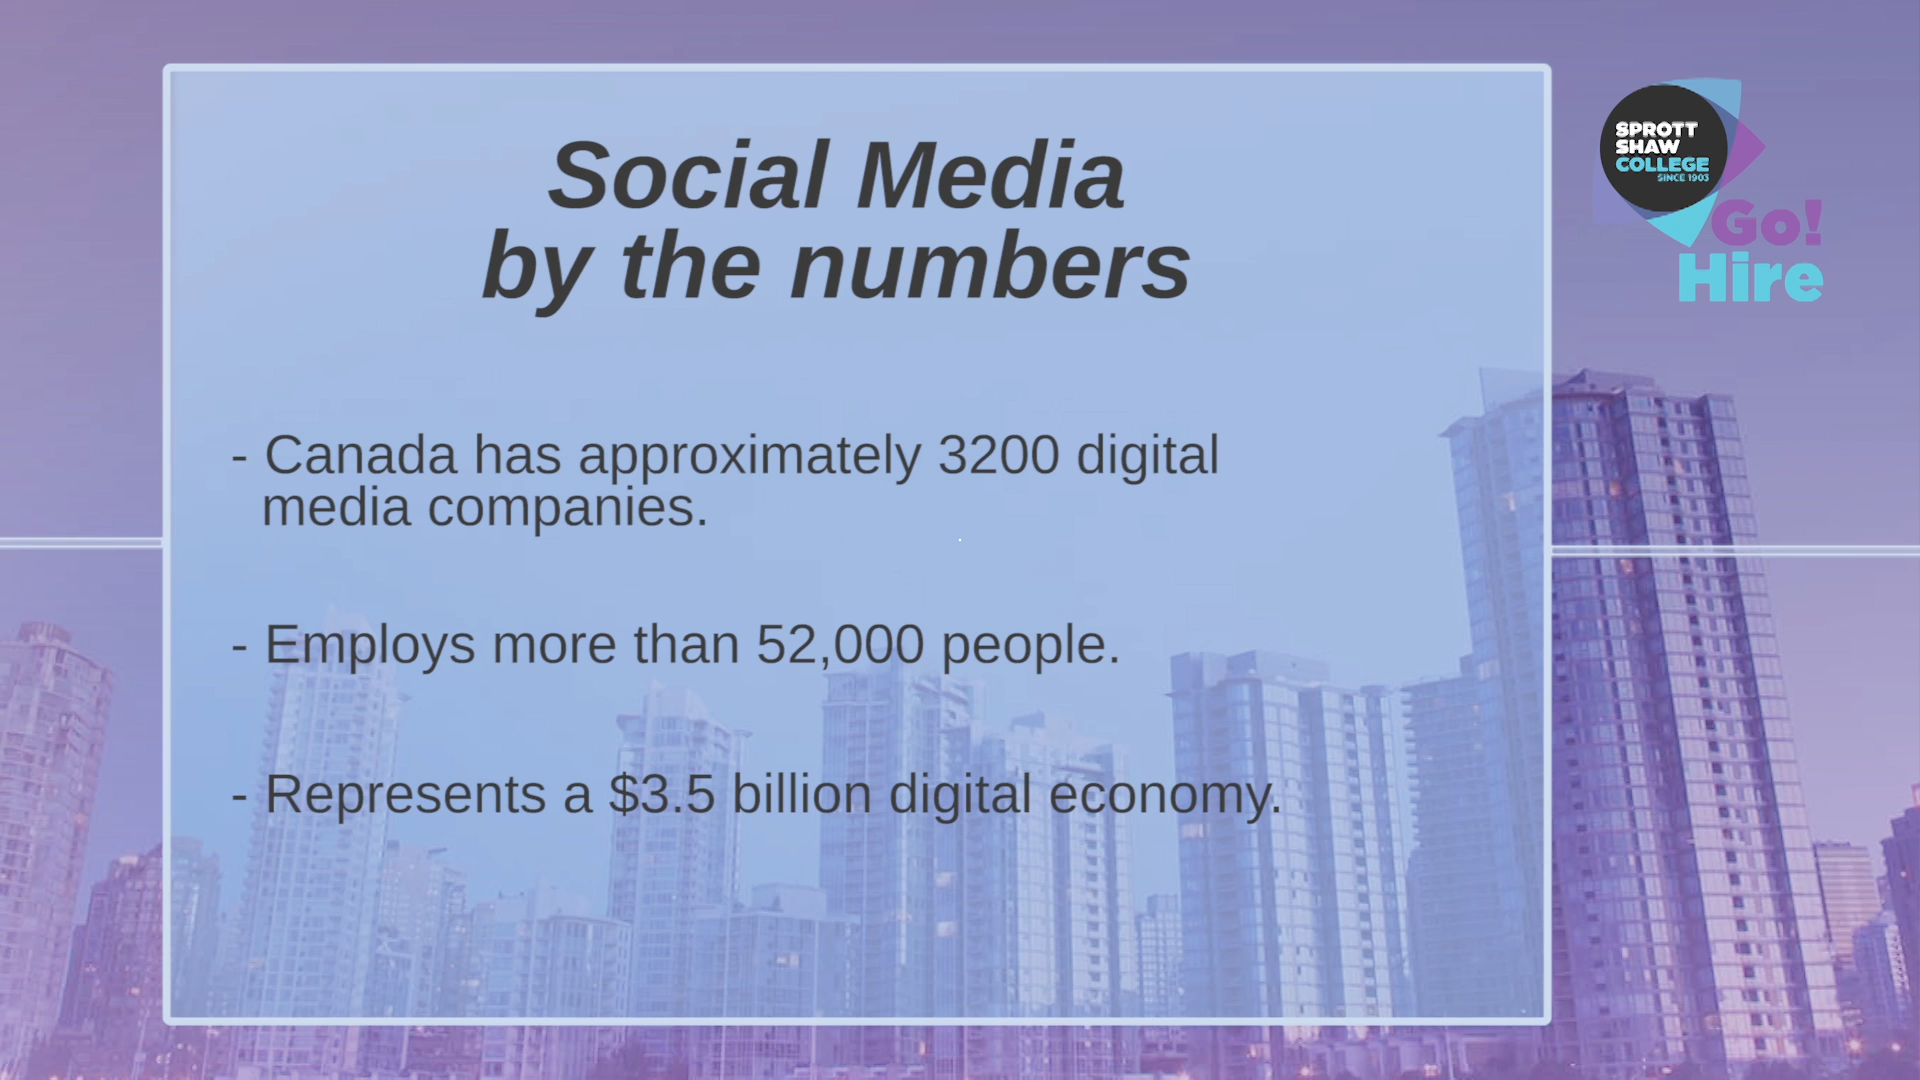 Social Media
by the numbers
- Canada has approximately 3200 digital
media companies.
- Employs more than 52,000 people.
- Represents a $3.5 billion digital economy.
SPROTT
SHAW
COLLEGE
SINCE 1903
Go!
Hire